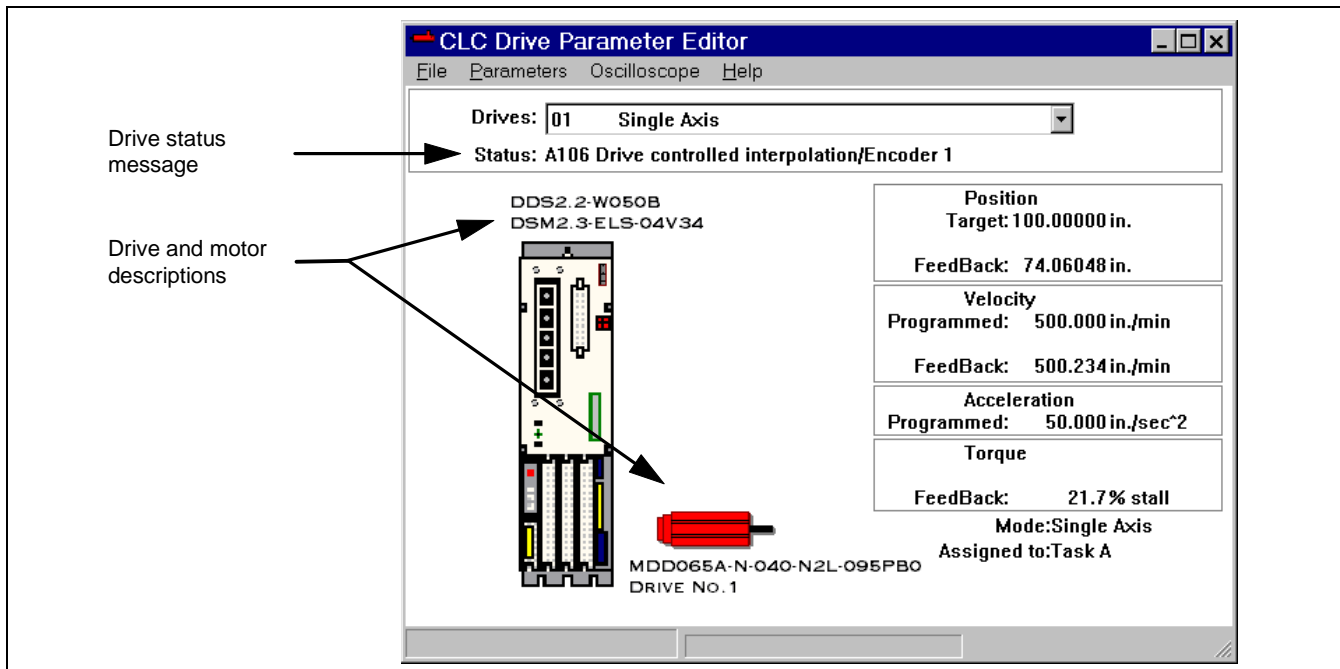 CLC Drive Parameter Editor
File Parameters Oscilloscope Help
Drives: 01 Single Axis
Status: A106 Drive controlled interpolation/Encoder 1
Drive status
message
Drive and motor
descriptions
DDS2.2-W050B
DSM2.3-ELS-04V34
Position
Target: 100.00000 in.
FeedBack: 74.06048 in.
Velocity
Programmed: 500.000 in./min
FeedBack: 500.234 in./min
Acceleration
Programmed: 50.000 in./sec^2
Torque
FeedBack: 21.7% stall
Mode:Single Axis
Assigned to:Task A
MDD065A-N-040-N2L-095PB0
DRIVE NO.1